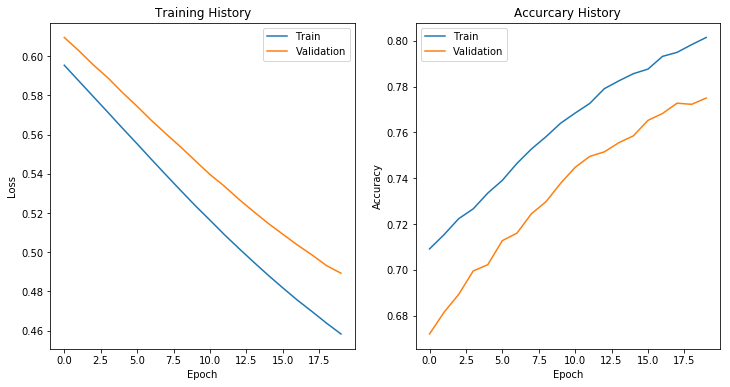 Training History
Train
Validation
0.60
0.58
0.56
0.54
0.52
0.50
0.48
0.46
Loss
0.0 2.5 5.0 7.5 10.0 12.5 15.0 17.5
Epoch
Accurcary History
Train
Validation
0.80
0.78
0.76
0.74
0.72
0.70
0.68
Accuracy
0.0 2.5 5.0 7.5 10.0 12.5 15.0 17.5
Epoch